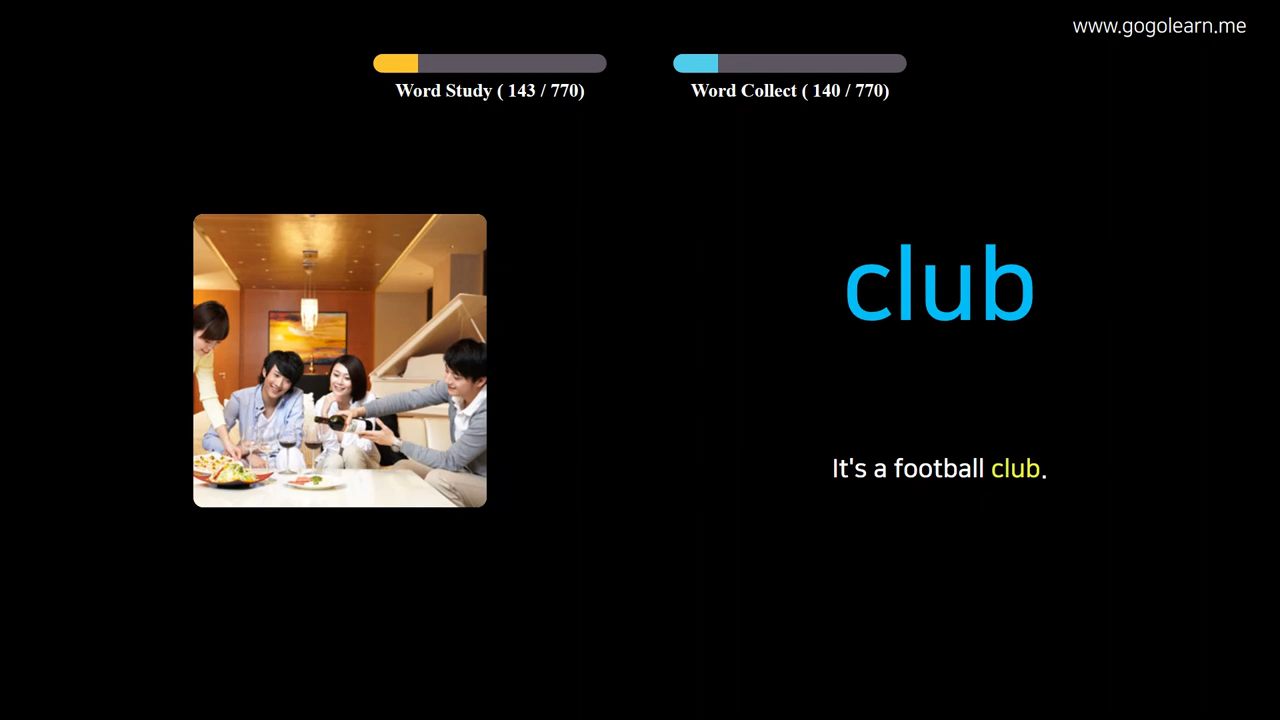 www.gogolearn.me
Word Study ( 143 / 770)
Word Collect ( 140 / 770)
club
It's a football club.